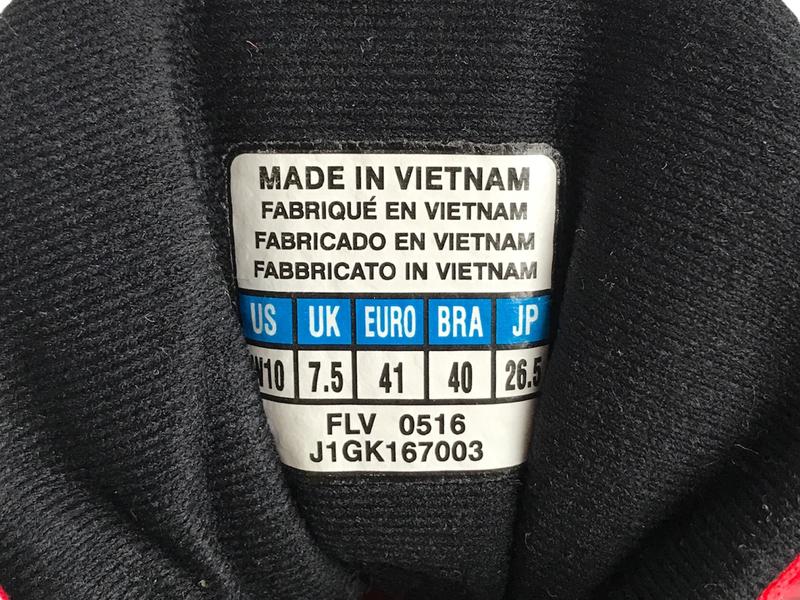 MADE IN VIETNAM
FABRIQUÉ EN VIETNAM
FABRICADO EN VIETNAM
FABBRICATO IN VIETNAM
US UK EURO BRA JP
W10 7.5 41 40 26.5
FLV 0516
J1GK167003